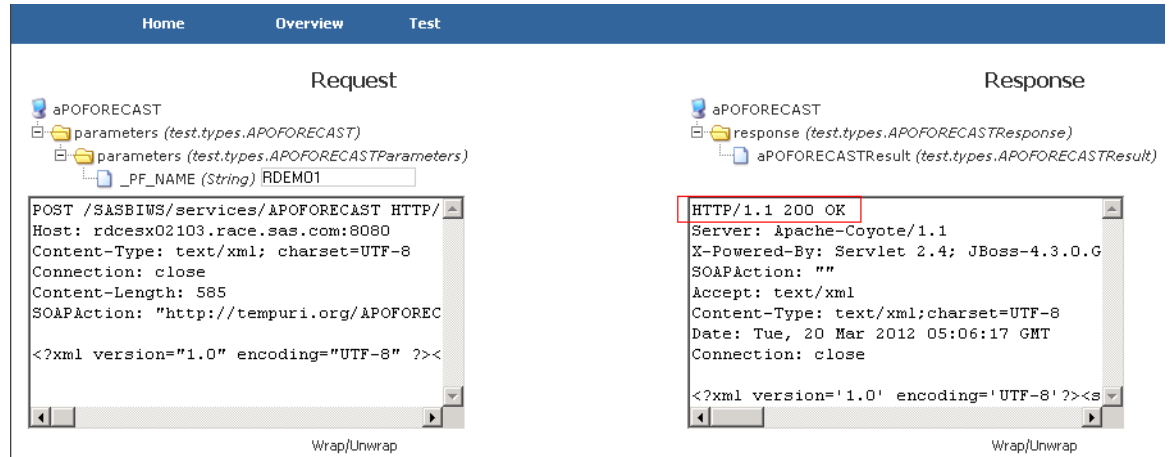 Home Overview Test
Request
aPOFORECAST
parameters (test.types.APOFORECAST)
parameters (test.types.APOFORECASTParameters)
_PF_NAME (String) RDEMO1
POST /SASBIWS/services/APOFORECAST HTTP/
Host: rdcesx02103.race.sas.com:8080
Content-Type: text/xml; charset=UTF-8
Connection: close
Content-Length: 585
SOAPAction: "http://tempuri.org/APOFOREC
<?xml version="1.0" encoding="UTF-8" ?><
Wrap/Unwrap
Response
aPOFORECAST
response (test.types.APOFORECASTResponse)
aPOFORECASTResult (test.types.APOFORECASTResult)
HTTP/1.1 200 OK
Server: Apache-Coyote/1.1
X-Powered-By: Servlet 2.4; JBoss-4.3.0.G
SOAPAction: ""
Accept: text/xml
Content-Type: text/xml;charset=UTF-8
Date: Tue, 20 Mar 2012 05:06:17 GMT
Connection: close
<?xml version='1.0' encoding='UTF-8'?><s
Wrap/Unwrap